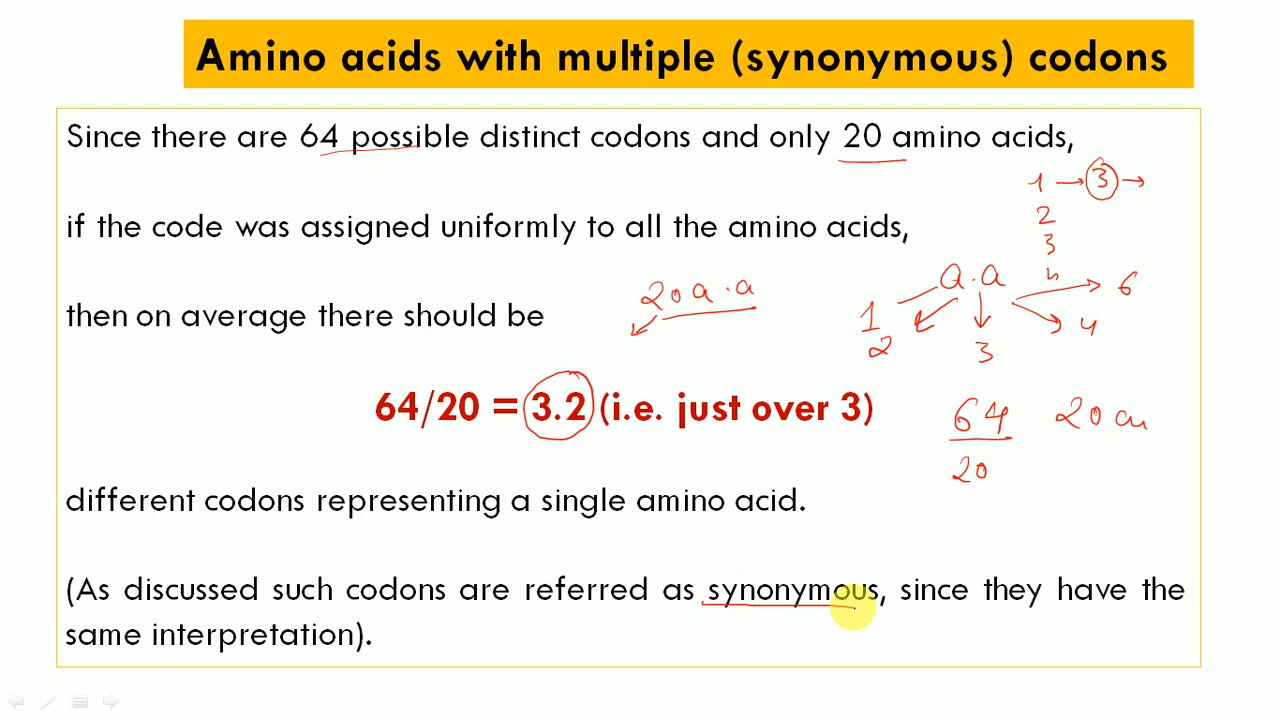 Amino acids with multiple (synonymous) codons
Since there are 64 possible distinct codons and only 20 amino acids,
1 → 3 →
2
3
if the code was assigned uniformly to all the amino acids,
a.a
20 a.a
1
2
3
4
6
then on average there should be
64/20 = 3.2 (i.e. just over 3)
64
20
20 a
different codons representing a single amino acid.
(As discussed such codons are referred as synonymous, since they have the
same interpretation).